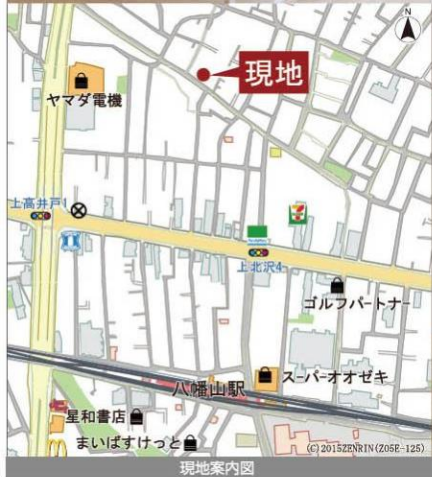 N
現地
ヤマダ電機
上高井戸1
上北沢4
ゴルフパートナー
スーパーオオゼキ
八幡山駅
星和書店
まいばすけっと
(C)2015ZENRIN(Z05E-125)
現地案内図